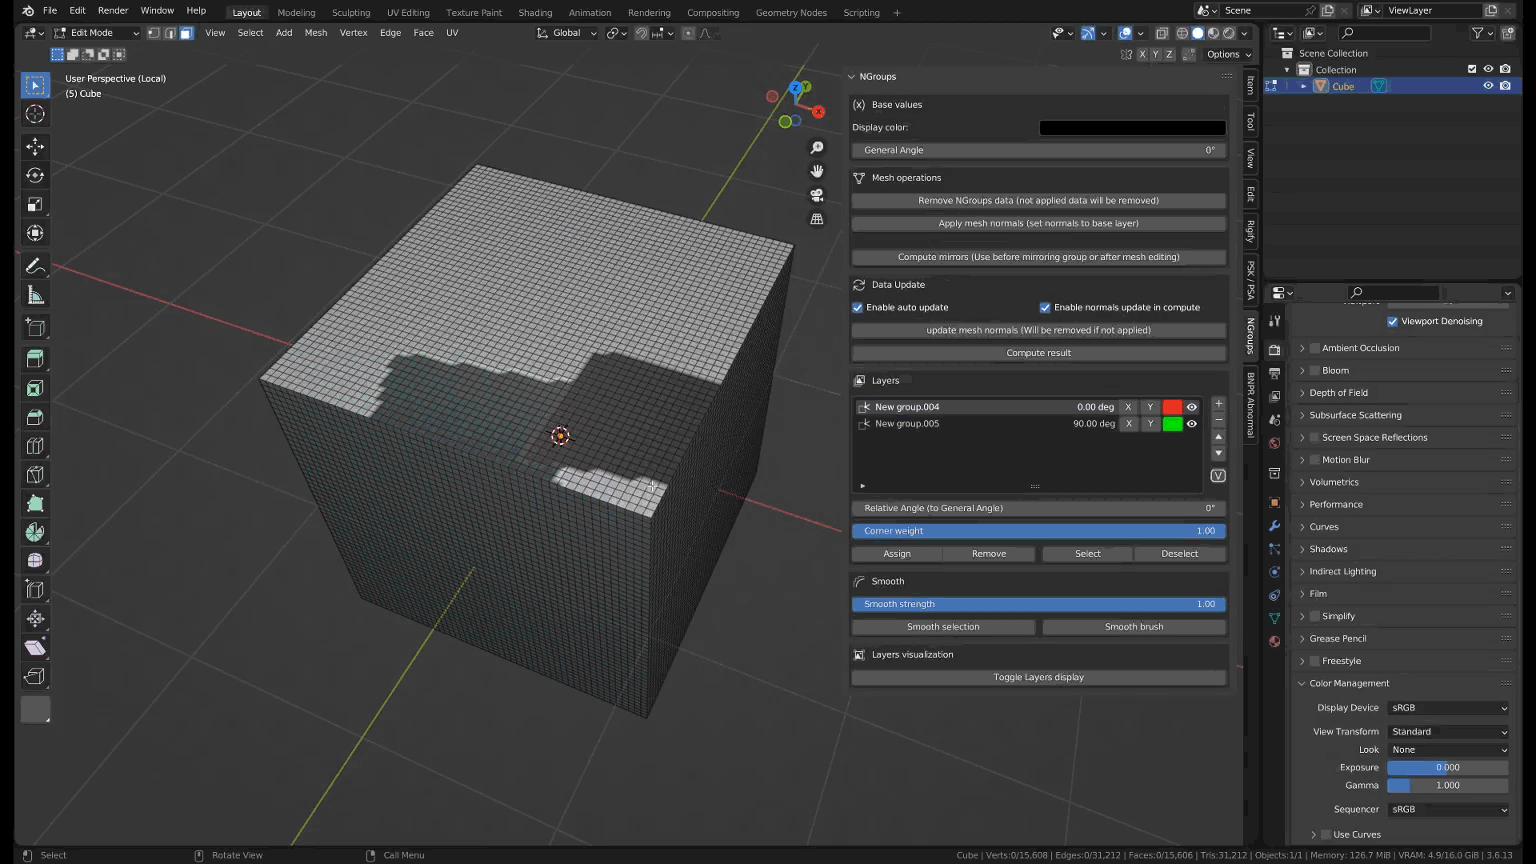 File Edit Render Window Help
Layout Modeling Sculpting UV Editing Texture Paint Shading Animation Rendering Compositing Geometry Nodes Scripting +
Scene
ViewLayer
Edit Mode View Select Add Mesh Vertex Edge Face UV
Global
X Y Z Options
User Perspective (Local)
(5) Cube
Z
Y
X
NGroups
Base values
Display color:
General Angle 0°
Mesh operations
Remove NGroups data (not applied data will be removed)
Apply mesh normals (set normals to base layer)
Compute mirrors (Use before mirroring group or after mesh editing)
Data Update
Enable auto update
Enable normals update in compute
update mesh normals (Will be removed if not applied)
Compute result
Layers
New group.004 0.00 deg X Y
New group.005 90.00 deg X Y
V
Relative Angle (to General Angle) 0°
Corner weight 1.00
Assign Remove Select Deselect
Smooth
Smooth strength 1.00
Smooth selection Smooth brush
Layers visualization
Toggle Layers display
Item
Tool
View
Edit
Rigify
PSK / PSA
NGroups
BNPR Abnormal
Scene Collection
Collection
Cube
Viewport Denoising
Ambient Occlusion
Bloom
Depth of Field
Subsurface Scattering
Screen Space Reflections
Motion Blur
Volumetrics
Performance
Curves
Shadows
Indirect Lighting
Film
Simplify
Grease Pencil
Freestyle
Color Management
Display Device sRGB
View Transform Standard
Look None
Exposure 0.000
Gamma 1.000
Sequencer sRGB
Use Curves
Select Rotate View Call Menu
Cube | Verts:0/15,608 | Edges:0/31,212 | Faces:0/15,606 | Tris:31,212 | Objects:1/1 | Memory: 126.7 MiB | VRAM: 4.9/16.0 GiB | 3.6.13